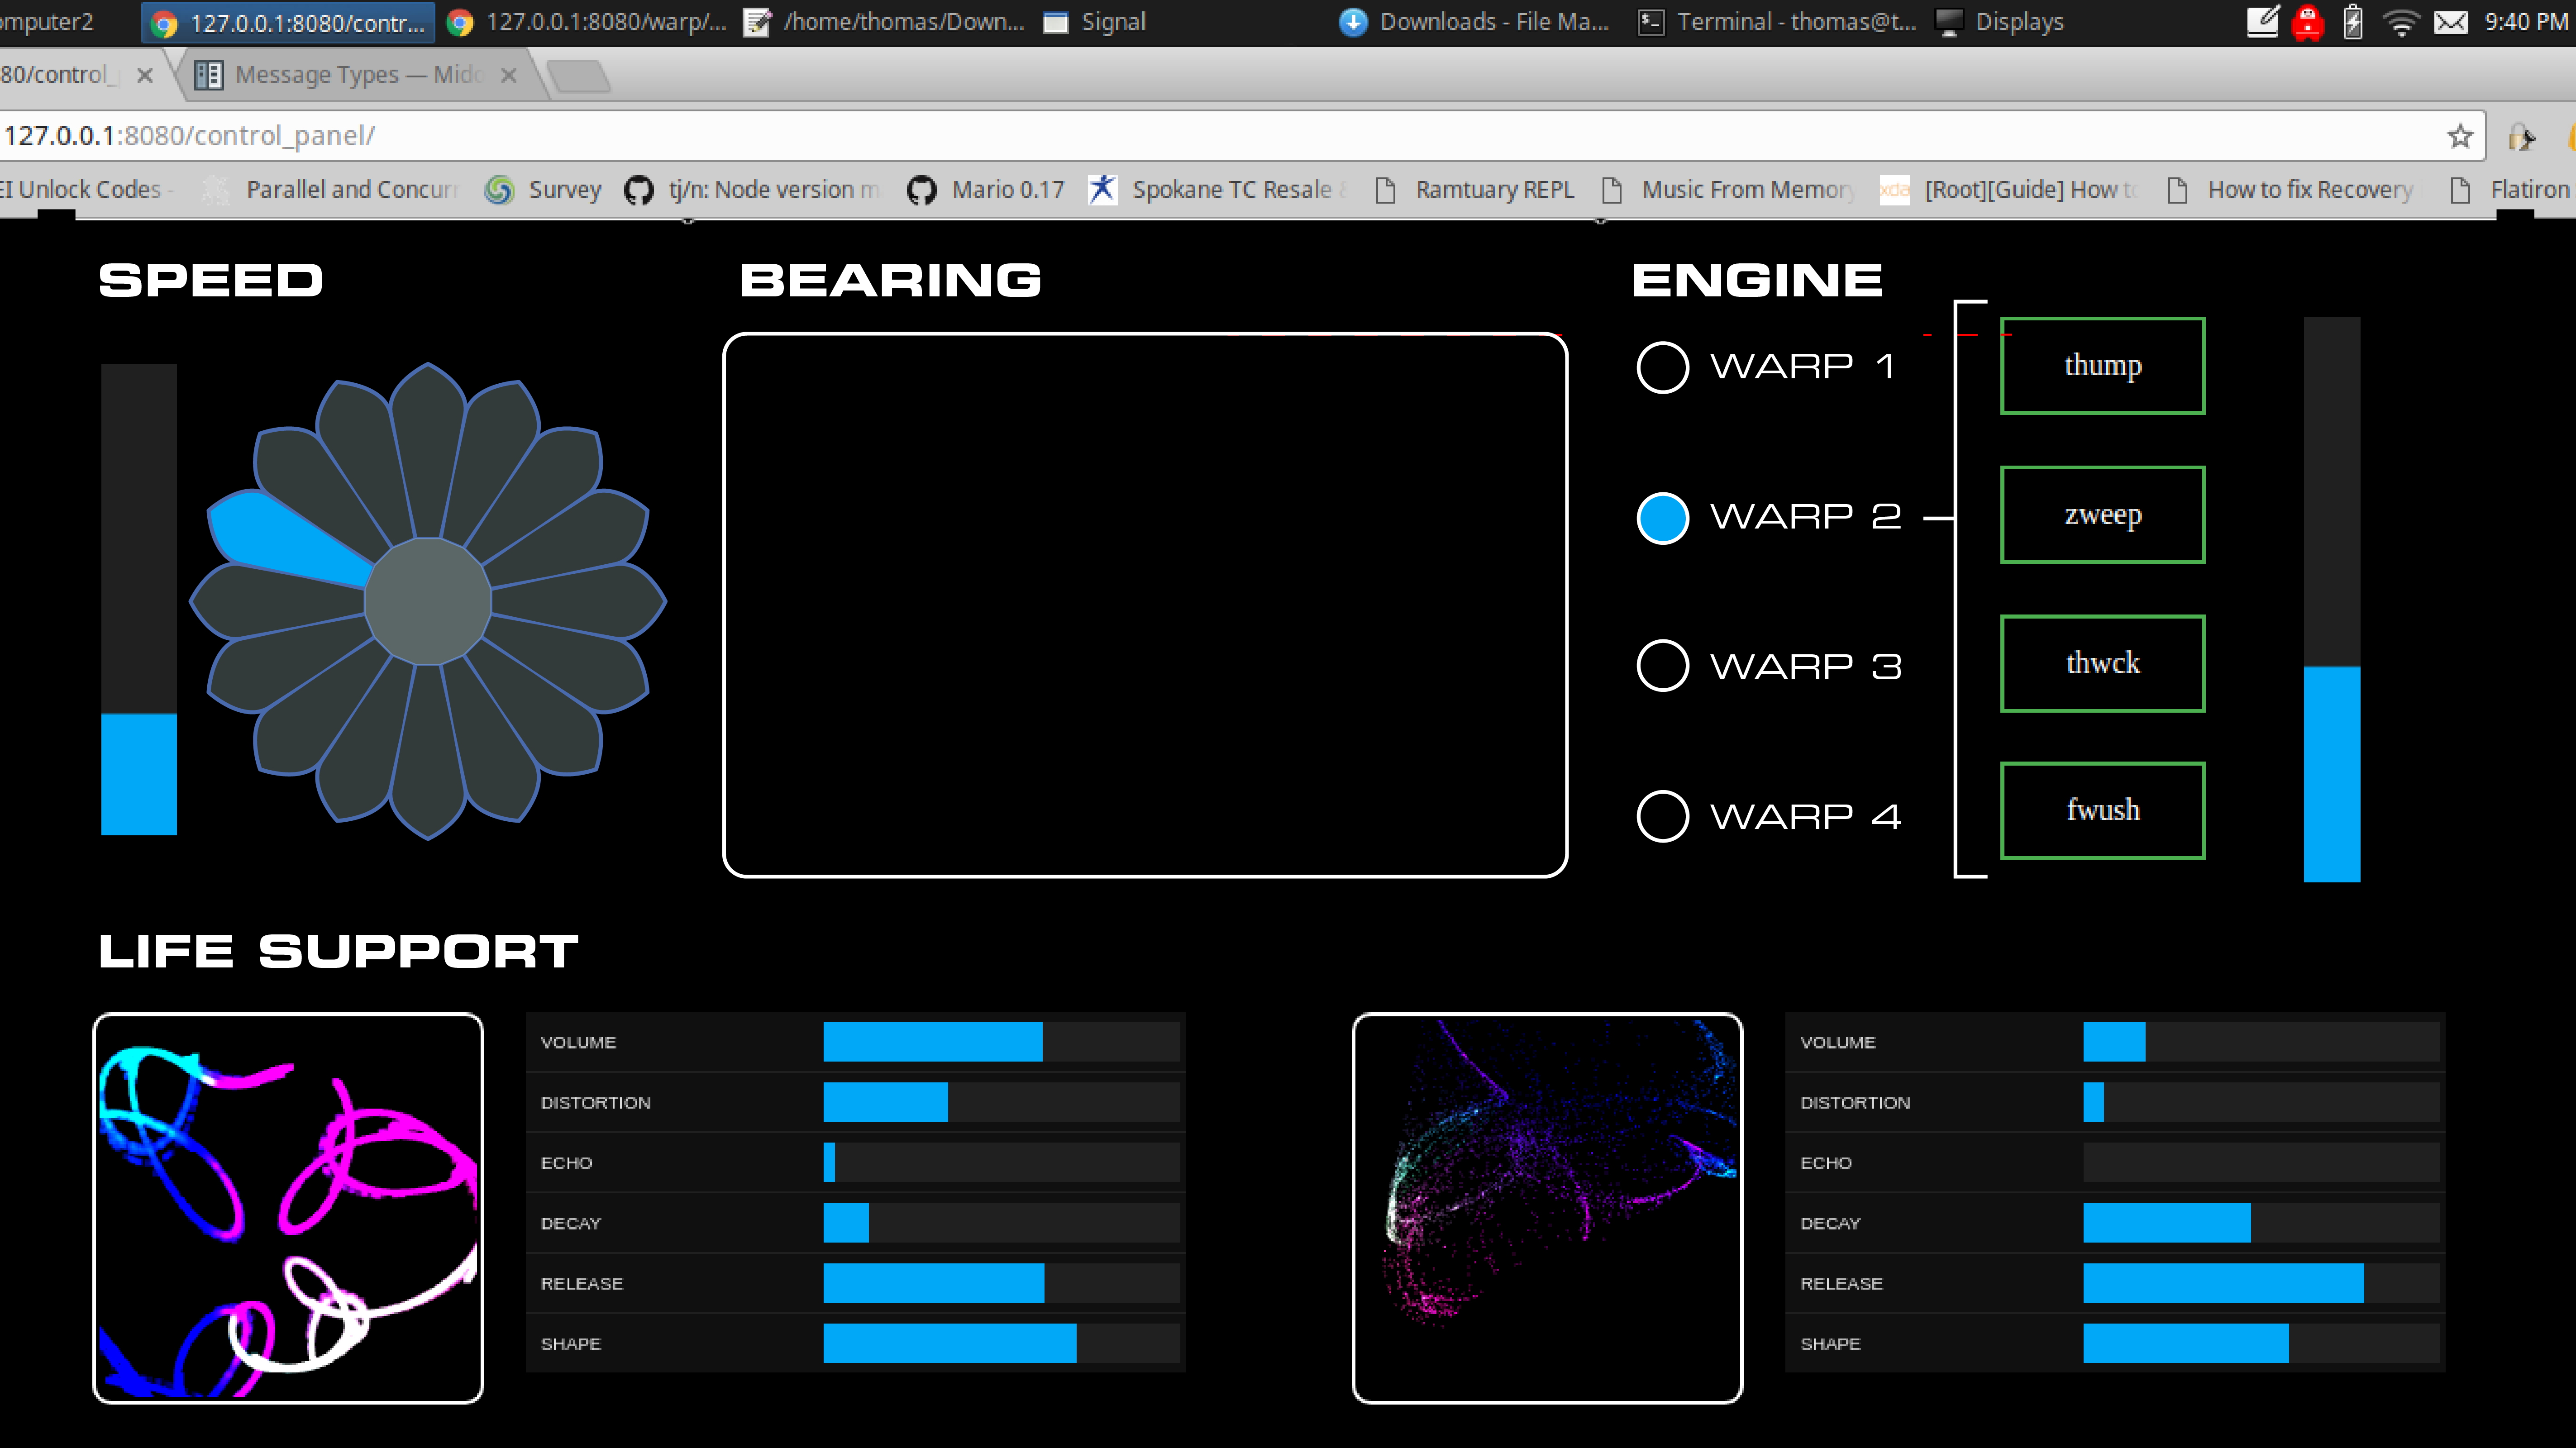 omputer2 127.0.0.1:8080/contr... 127.0.0.1:8080/warp/... /home/thomas/Down... Signal Downloads - File Ma... Terminal - thomas@t... Displays 9:40 PM
80/control_ Message Types — Mido
127.0.0.1:8080/control_panel/
EI Unlock Codes - Parallel and Concurr Survey tj/n: Node version m Mario 0.17 Spokane TC Resale & Ramtuary REPL Music From Memory xda [Root][Guide] How to How to fix Recovery Flatiron
SPEED BEARING ENGINE
WARP 1 thump
WARP 2 zweep
WARP 3 thwck
WARP 4 fwush
LIFE SUPPORT
VOLUME
DISTORTION
ECHO
DECAY
RELEASE
SHAPE
VOLUME
DISTORTION
ECHO
DECAY
RELEASE
SHAPE